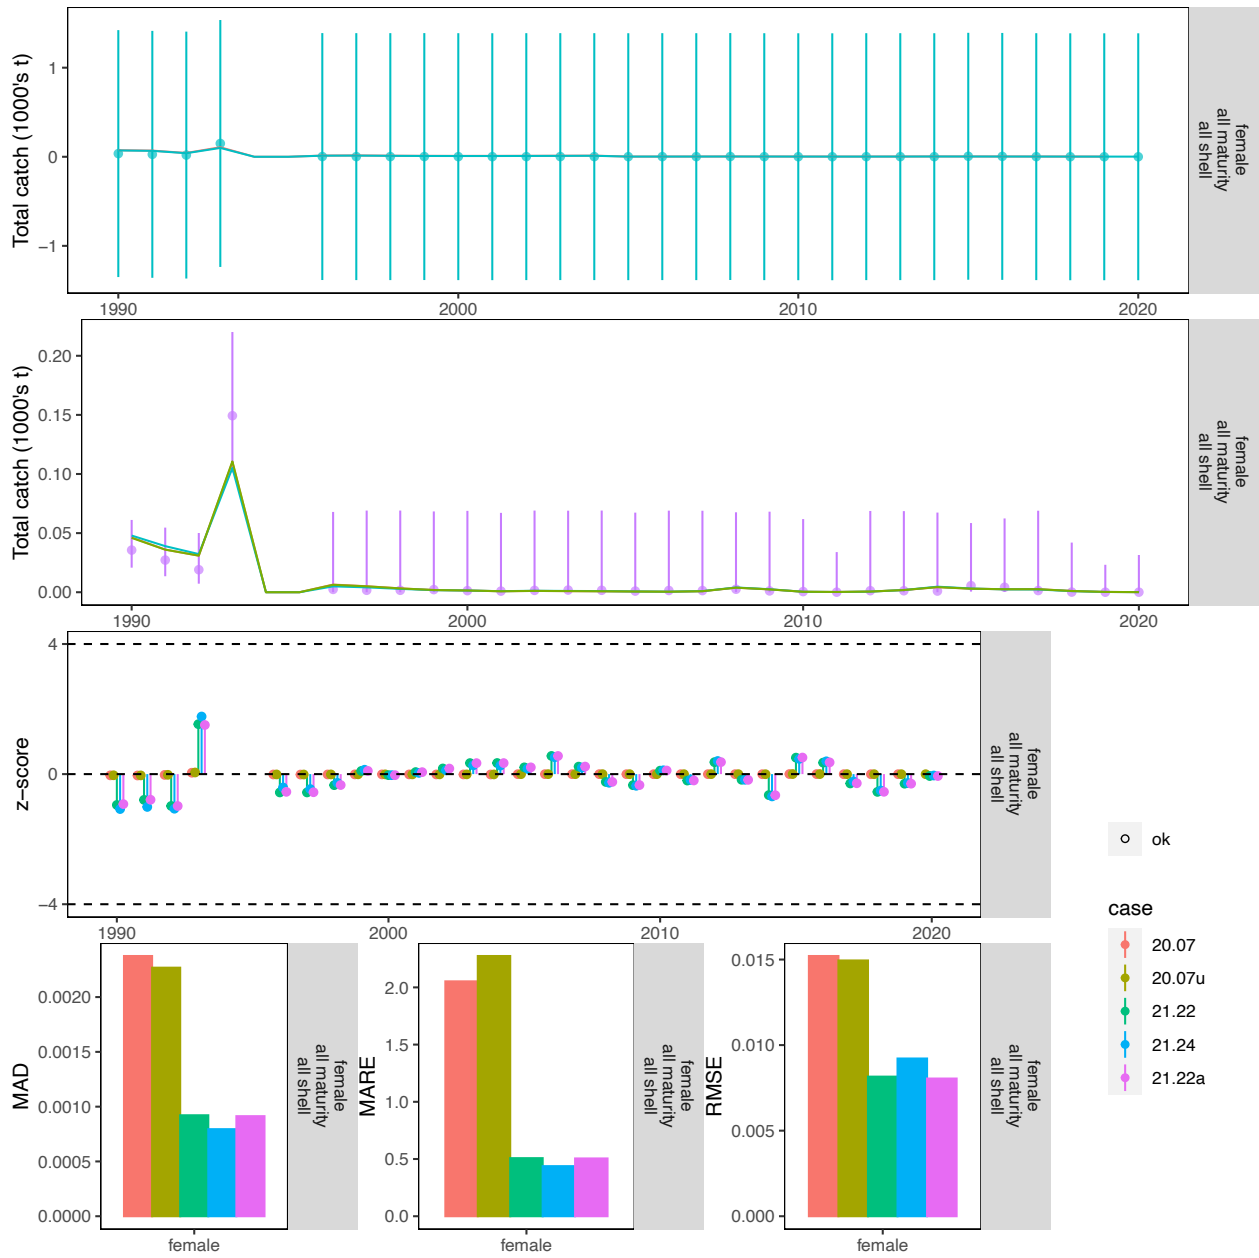 Total catch (1000's t)
1
0
−1
female
all maturity
all shell
1990
2000
2010
2020
Total catch (1000's t)
0.20
0.15
0.10
0.05
0.00
female
all maturity
all shell
1990
2000
2010
2020
z−score
4
0
−4
female
all maturity
all shell
1990
2000
2010
2020
ok
case
20.07
20.07u
21.22
21.24
21.22a
MAD
0.0020
0.0015
0.0010
0.0005
0.0000
female
female
all maturity
all shell
MARE
2.0
1.5
1.0
0.5
0.0
female
female
all maturity
all shell
RMSE
0.015
0.010
0.005
0.000
female
female
all maturity
all shell